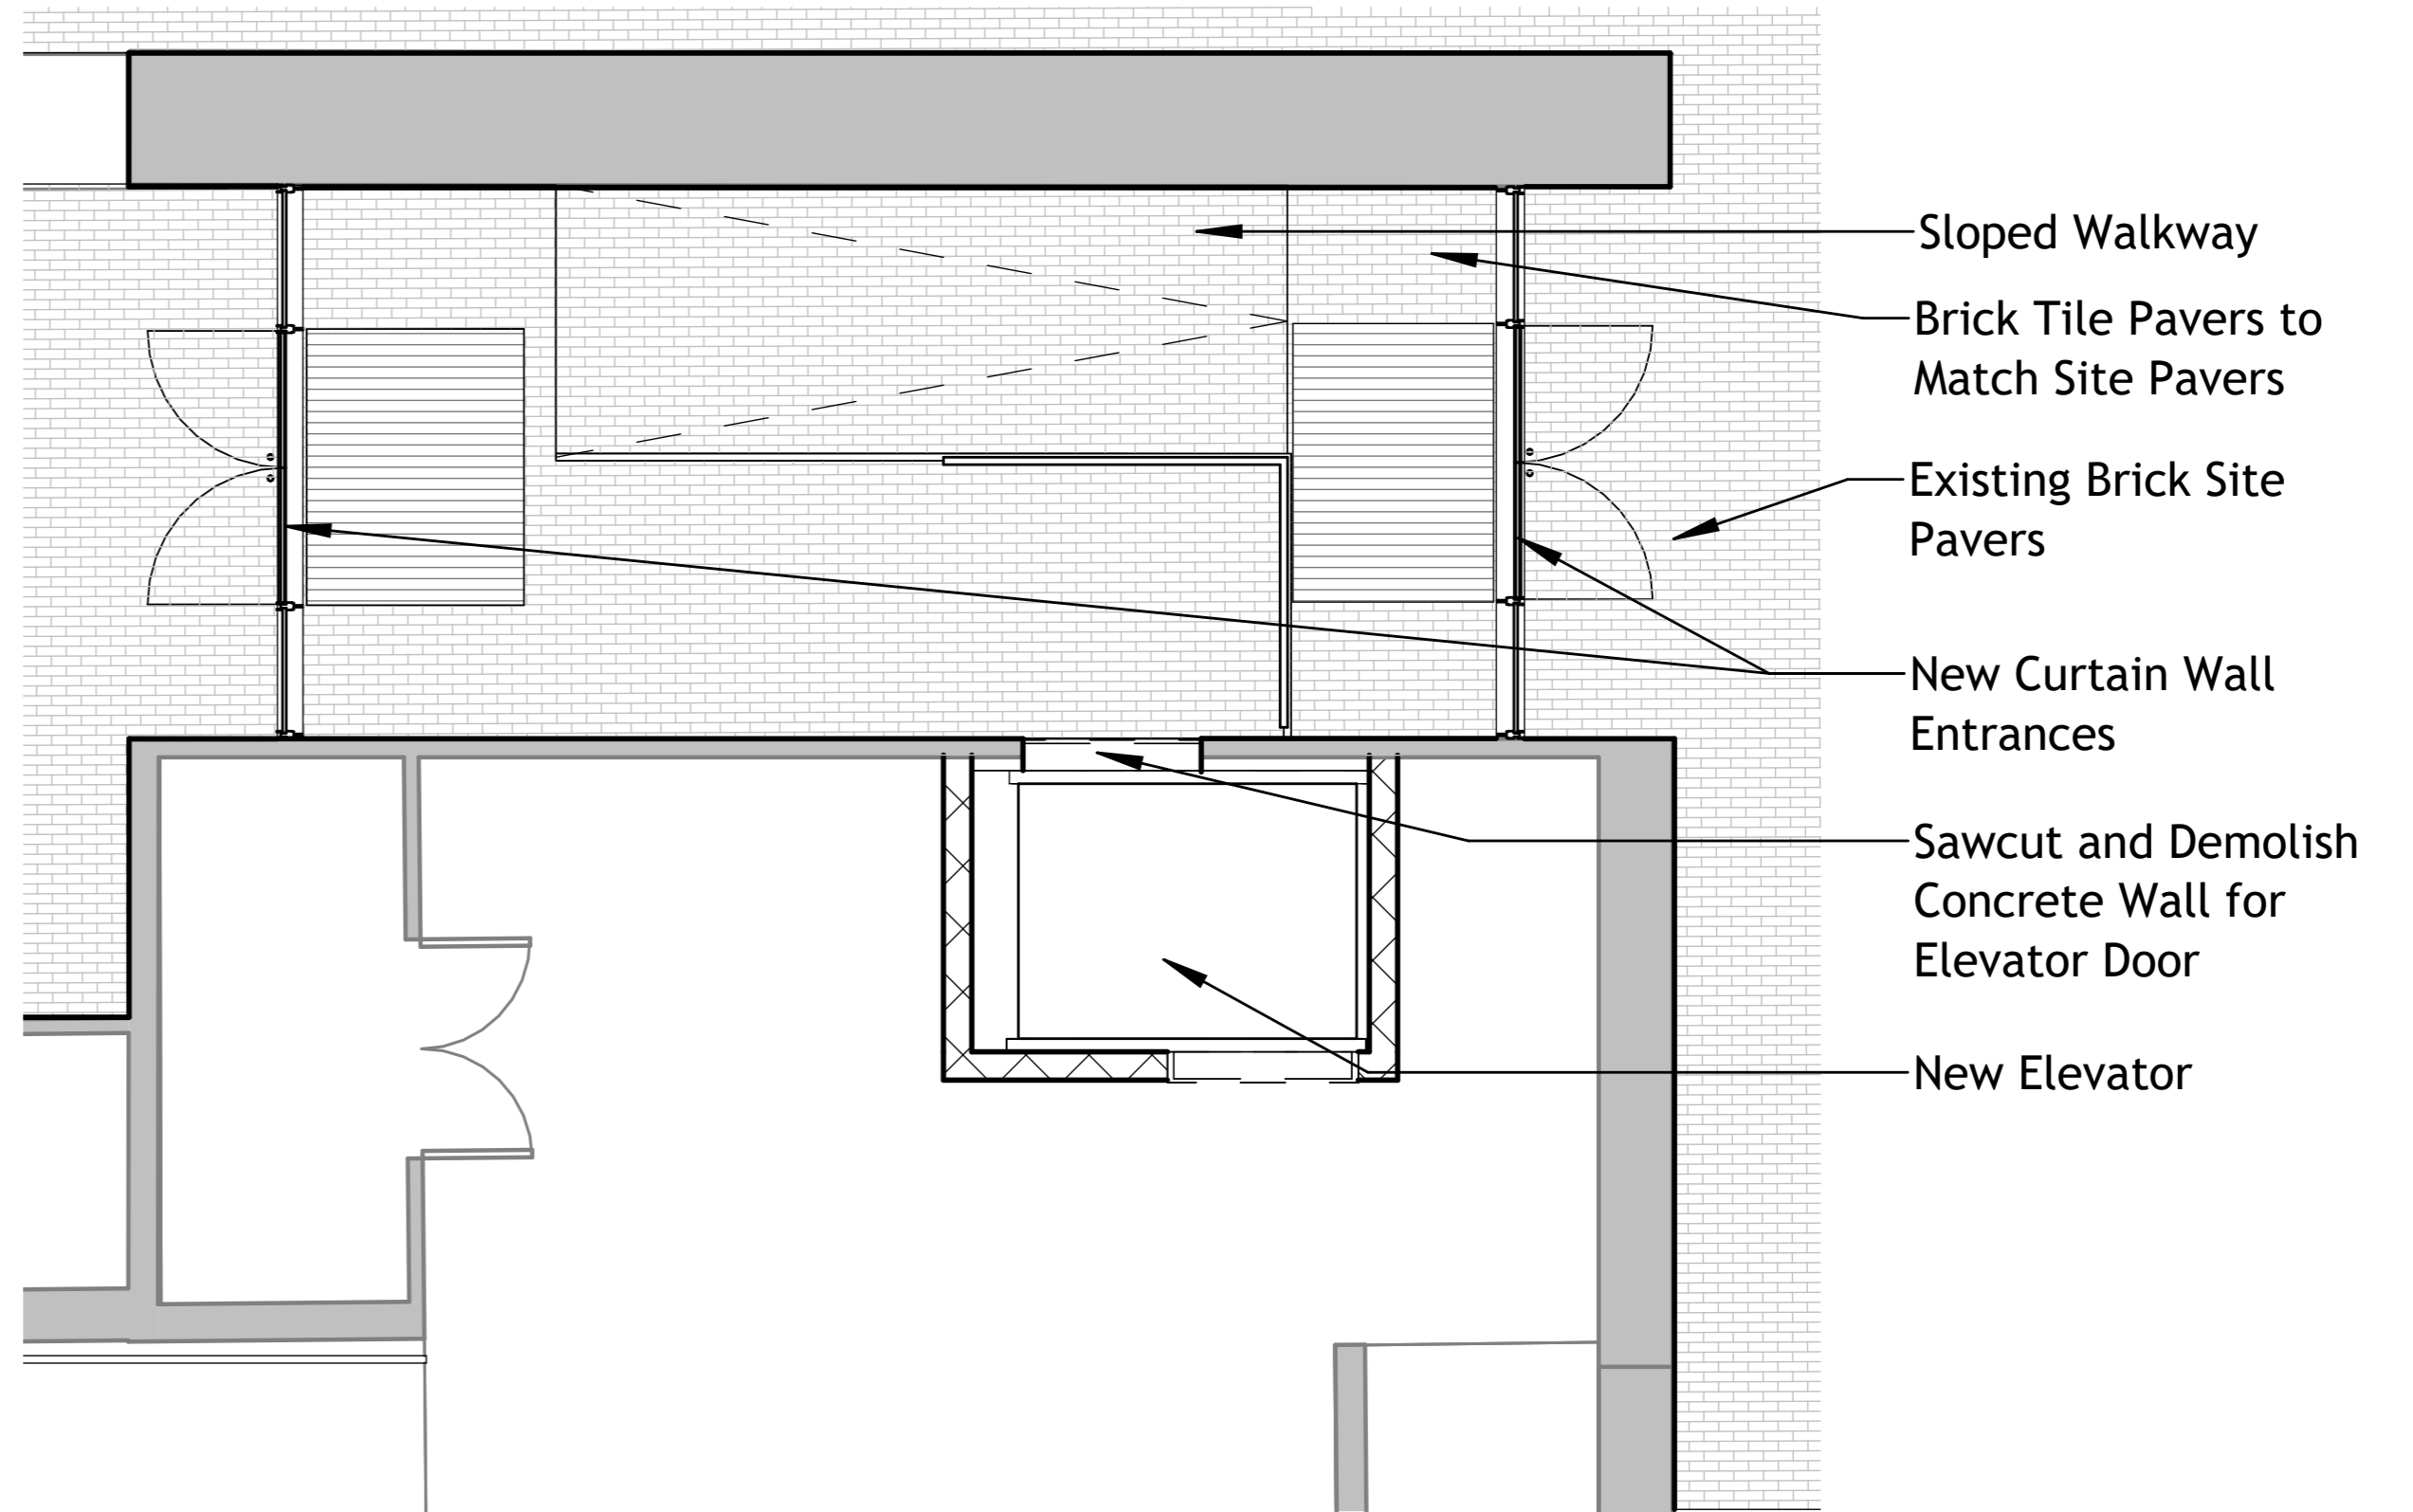 Sloped Walkway
Brick Tile Pavers to
Match Site Pavers
Existing Brick Site
Pavers
New Curtain Wall
Entrances
Sawcut and Demolish
Concrete Wall for
Elevator Door
New Elevator